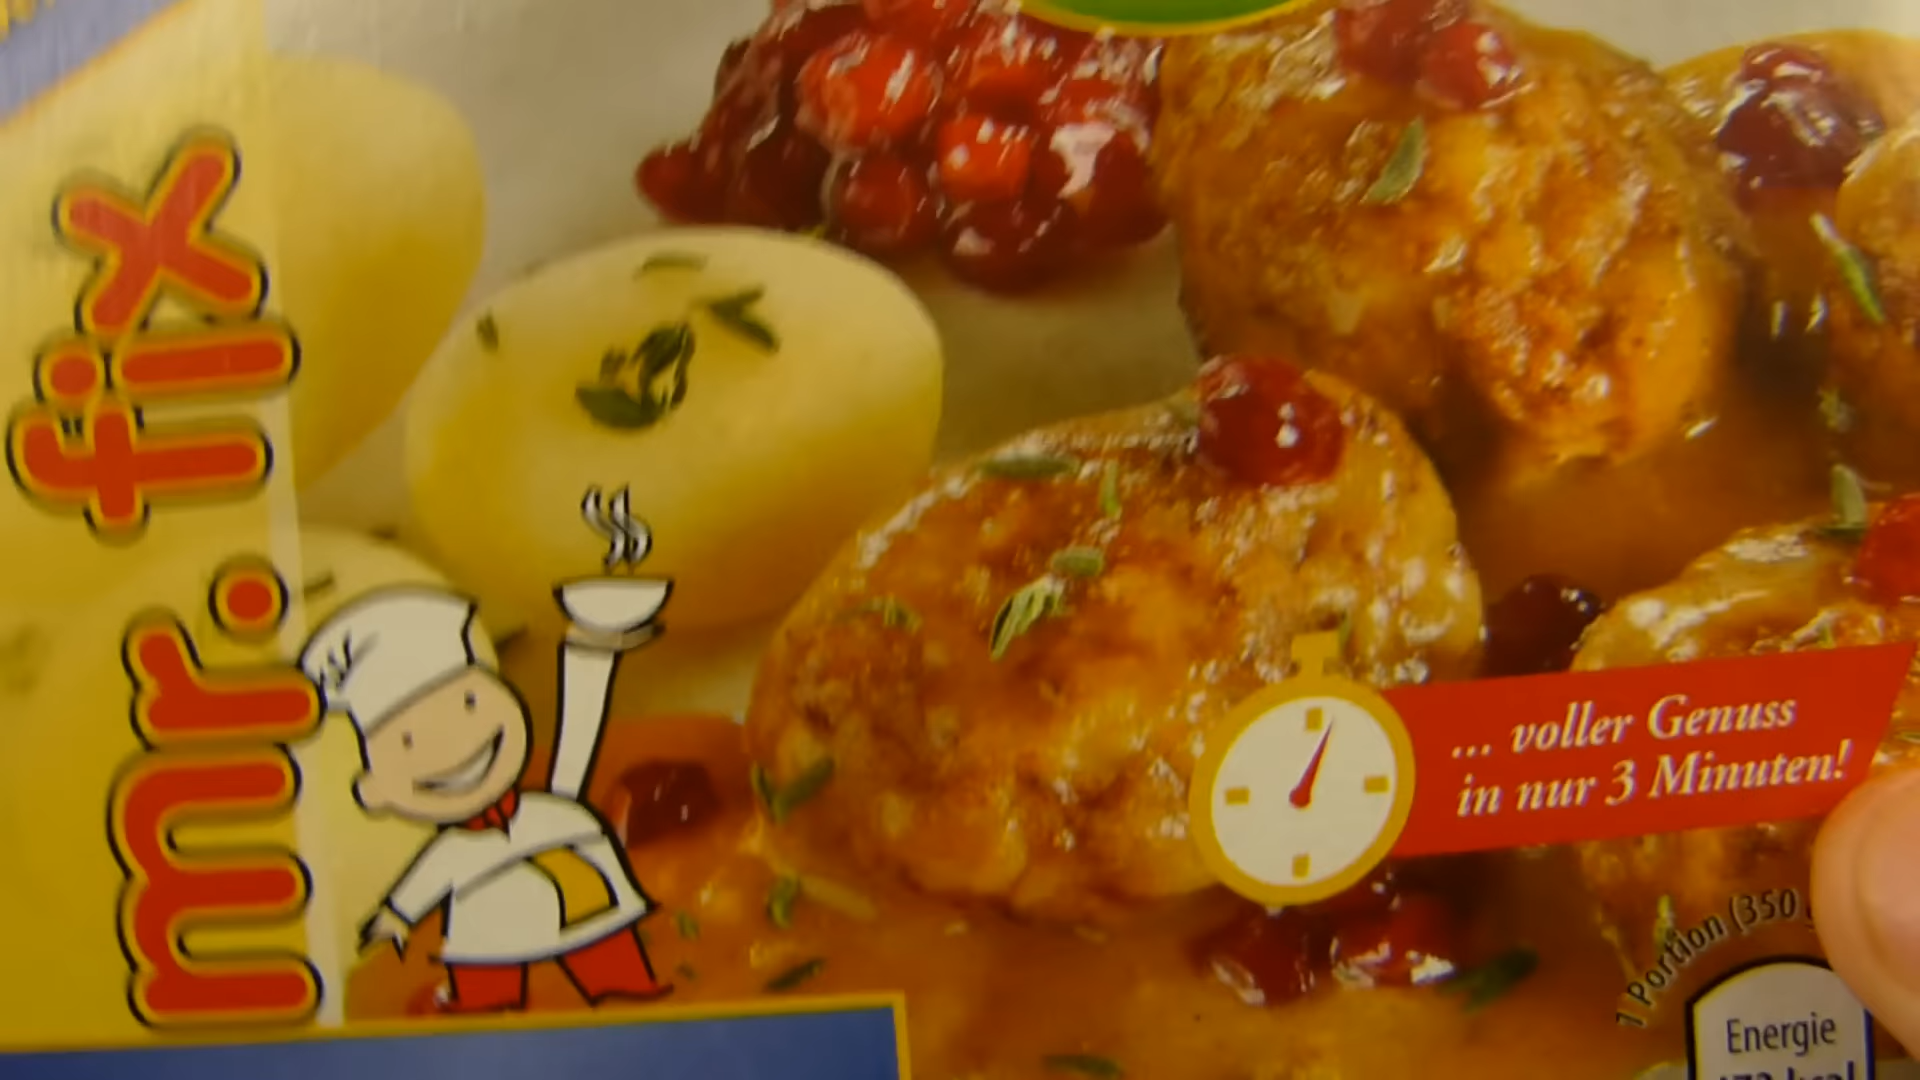 mr. fix
... voller Genuss
in nur 3 Minuten!
1 Portion (350
Energie